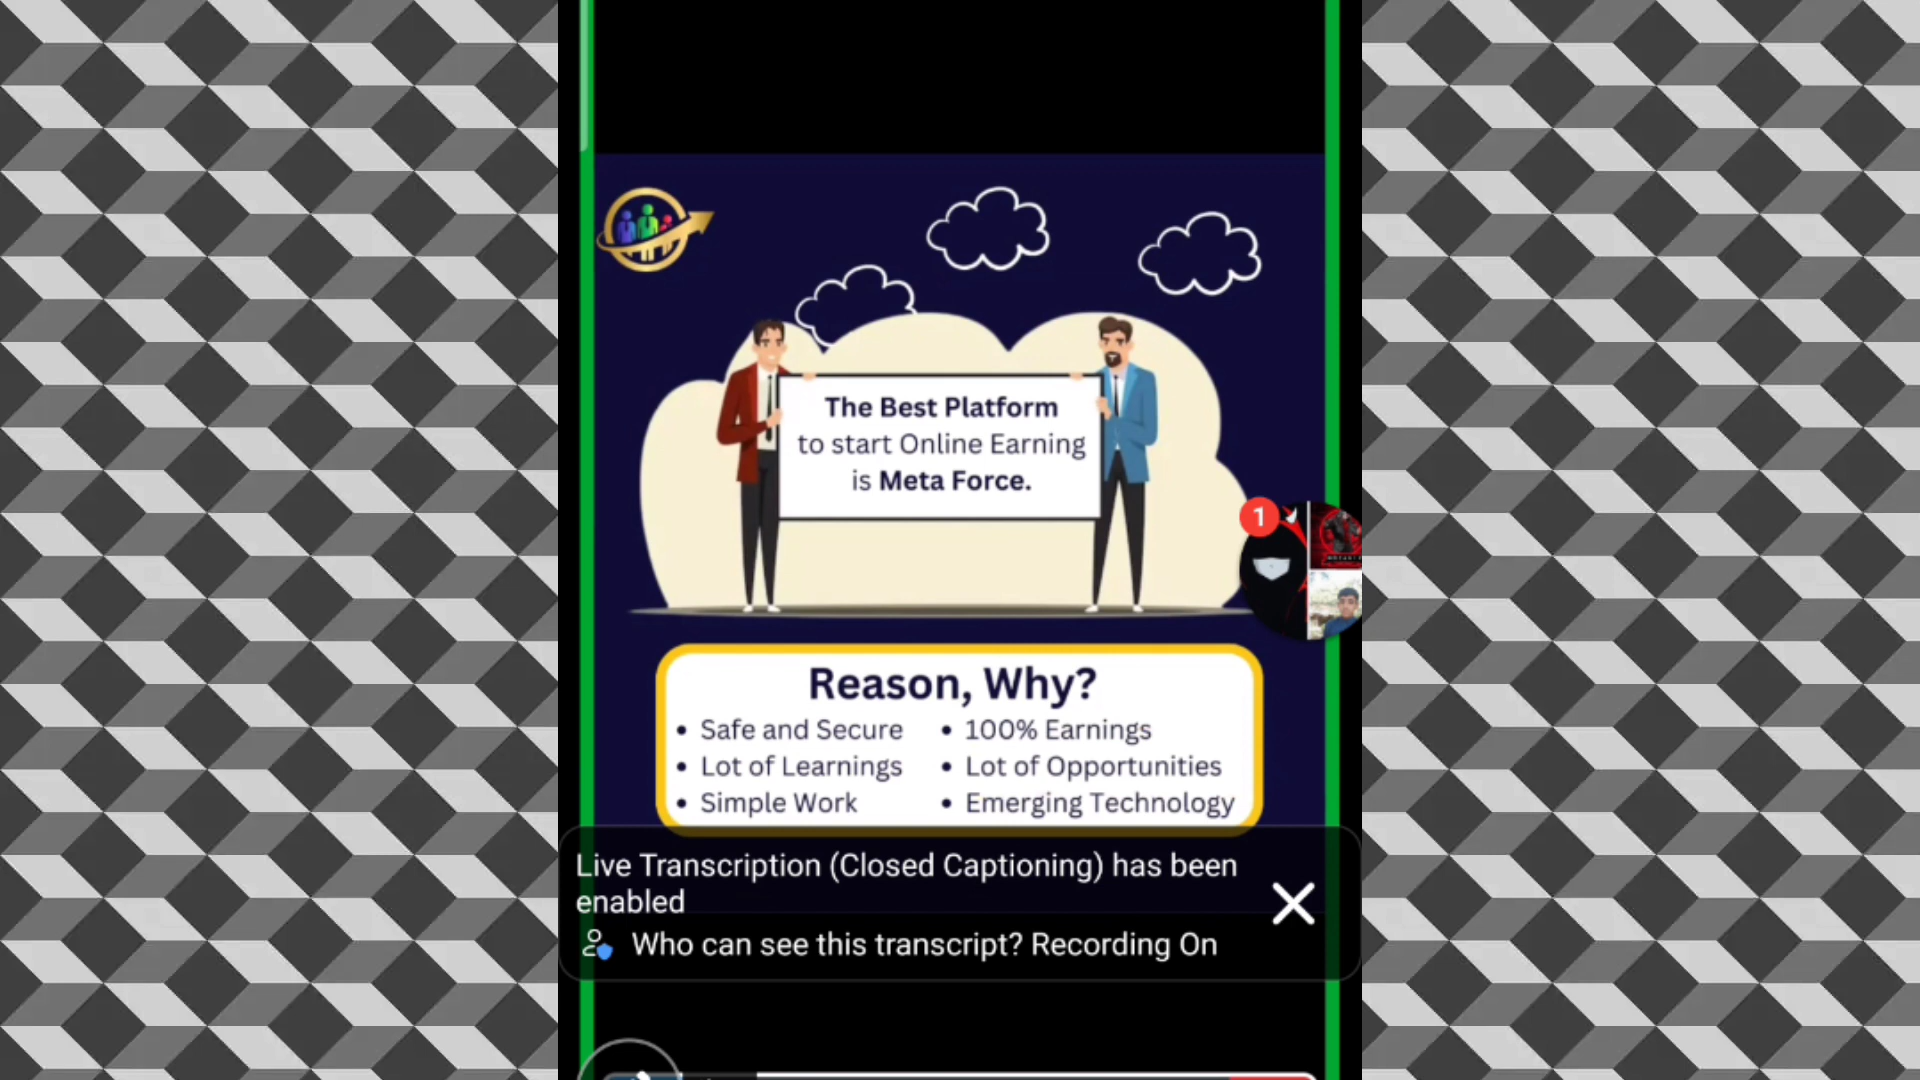 The Best Platform
to start Online Earning
is Meta Force.
1
Reason, Why?
• Safe and Secure
• Lot of Learnings
• Simple Work
• 100% Earnings
• Lot of Opportunities
• Emerging Technology
Live Transcription (Closed Captioning) has been
enabled
Who can see this transcript? Recording On